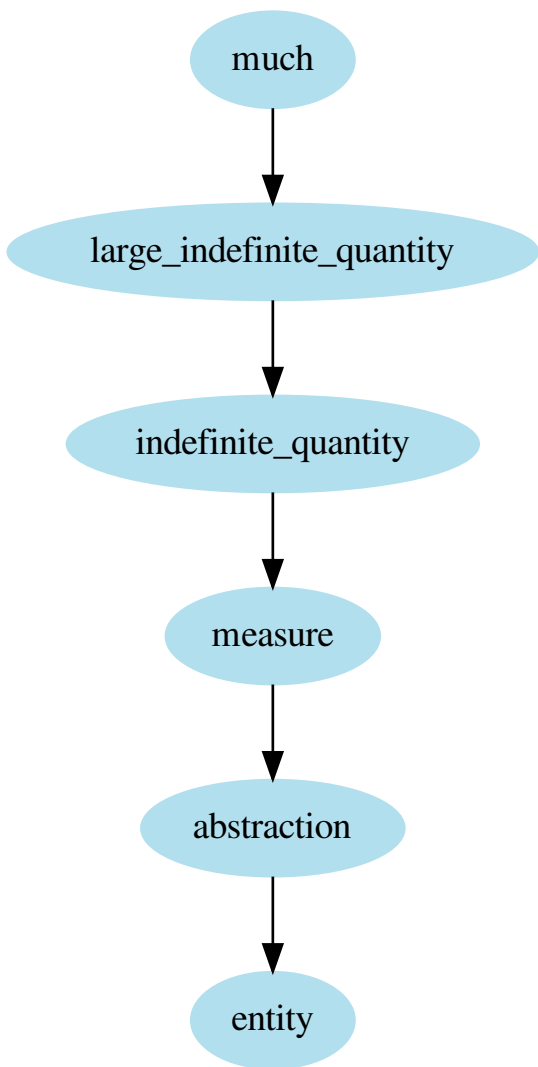 much
large_indefinite_quantity
indefinite_quantity
measure
abstraction
entity